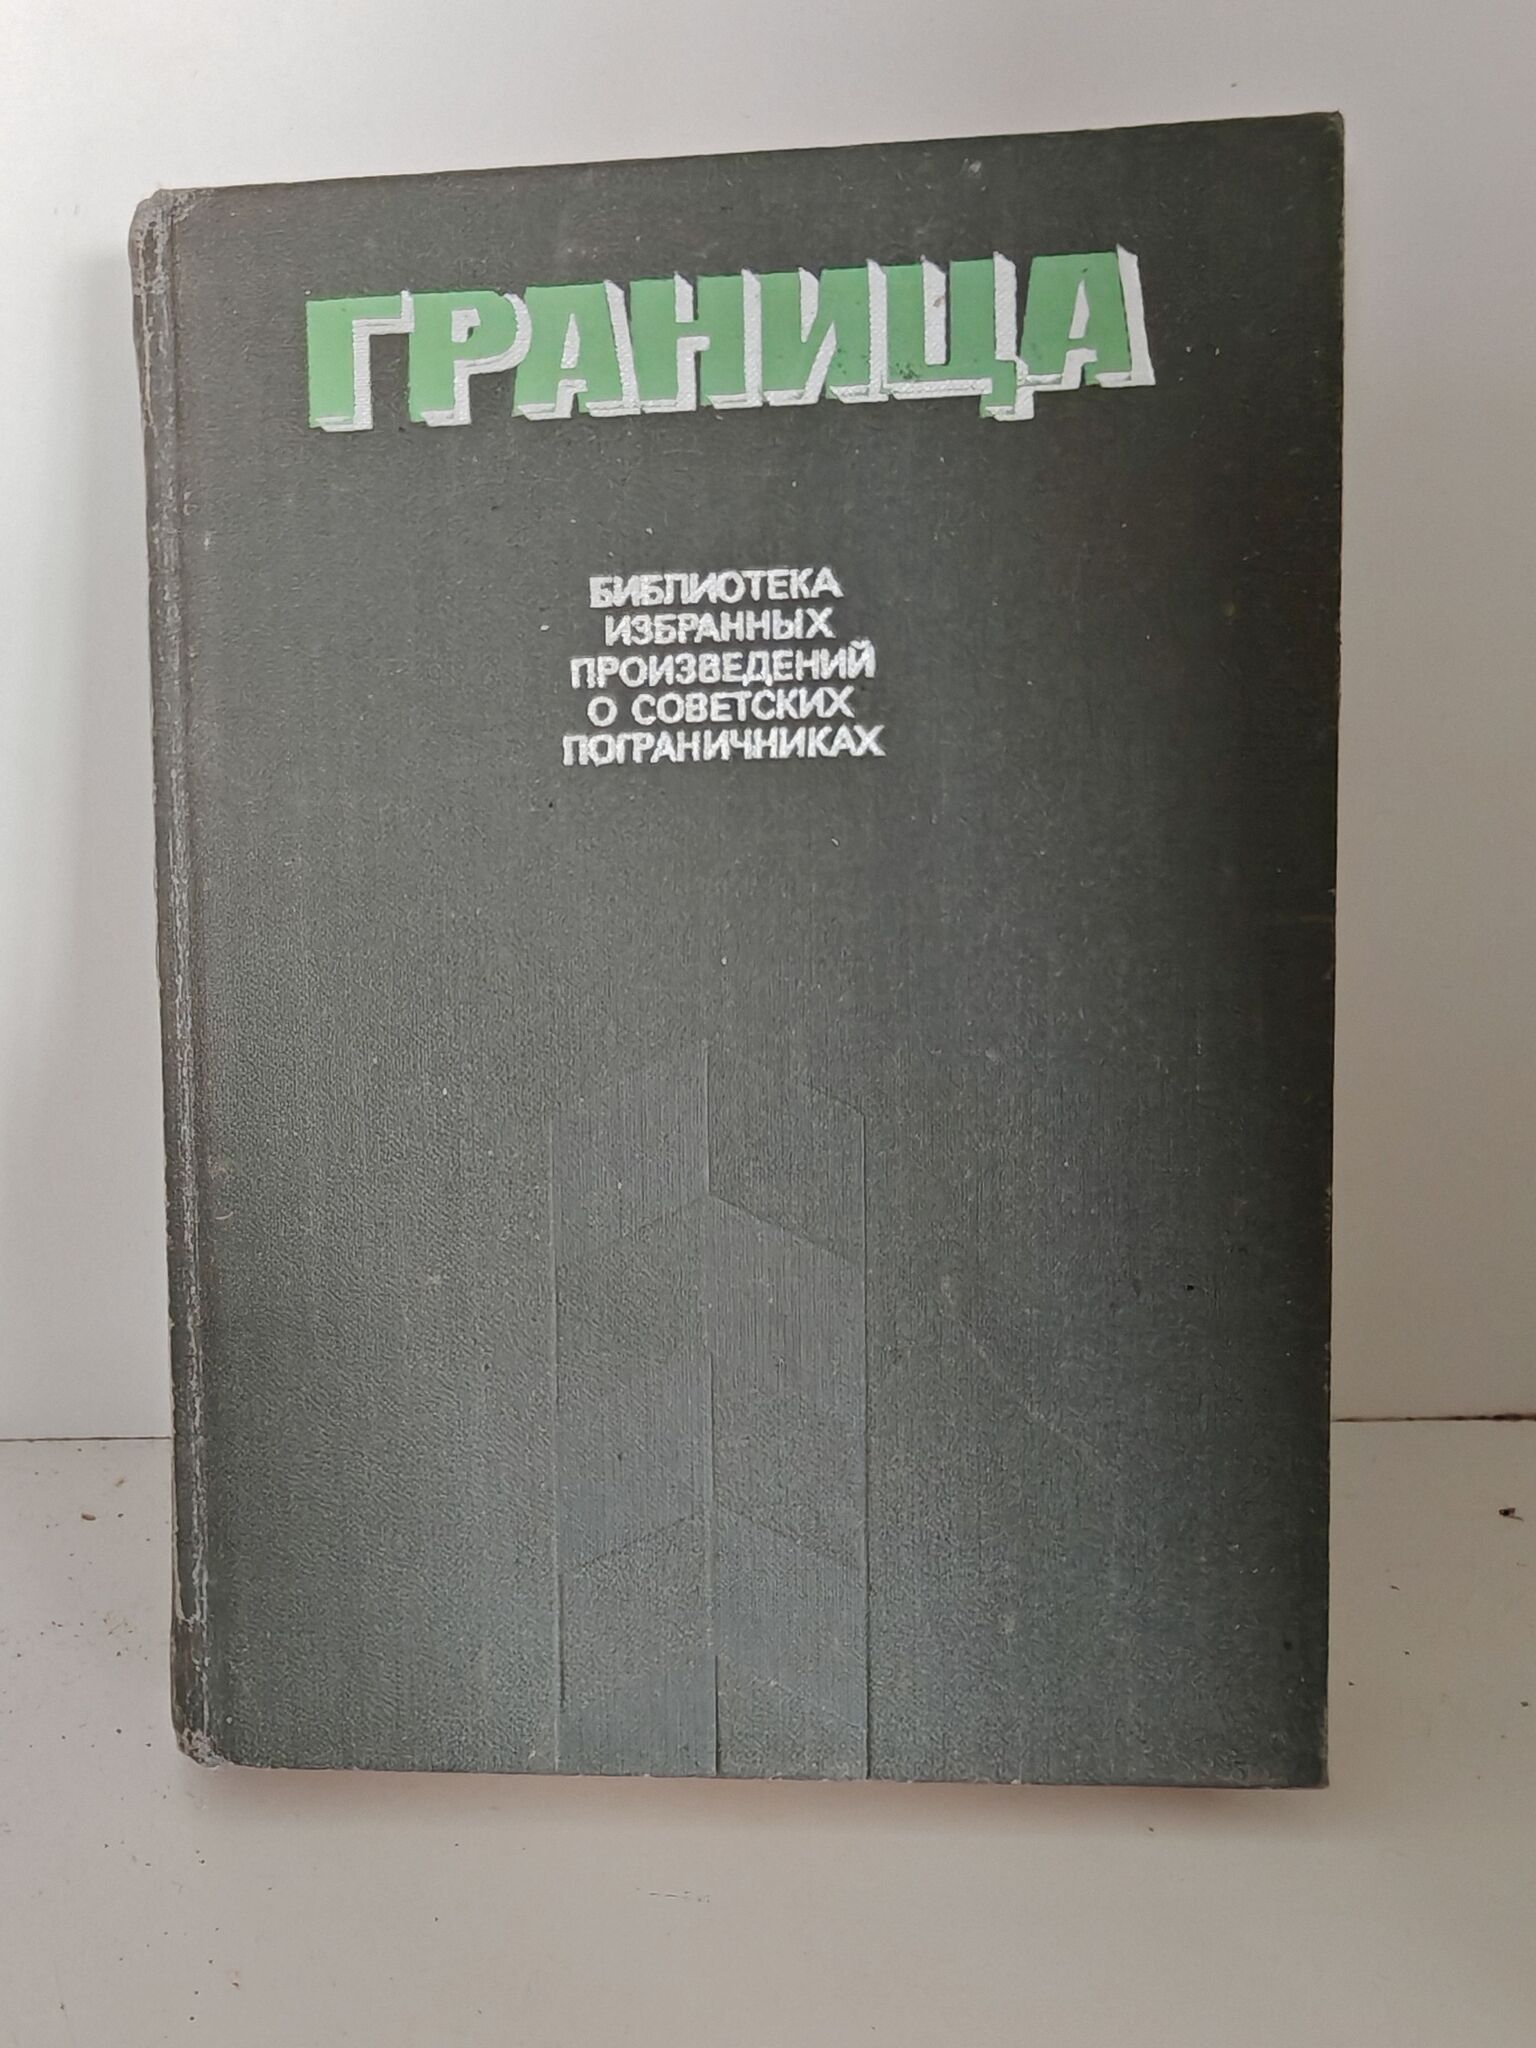 ГРАНИЦА
БИБЛИОТЕКА
ИЗБРАННЫХ
ПРОИЗВЕДЕНИЙ
О СОВЕТСКИХ
ПОГРАНИЧНИКАХ